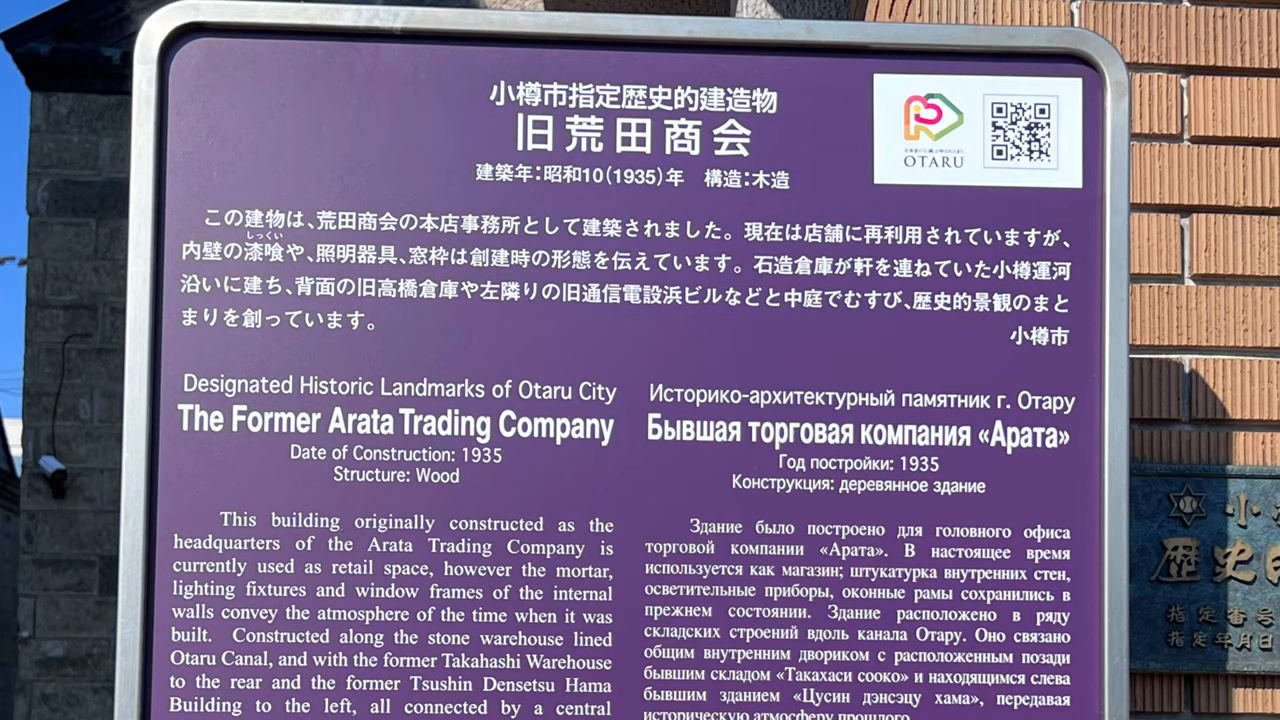 小樽市指定歴史的建造物
旧荒田商会
建築年：昭和10（1935）年　構造：木造
OTARU
この建物は、荒田商会の本店事務所として建築されました。現在は店舗に再利用されていますが、
しっくい
内壁の漆喰や、照明器具、窓枠は創建時の形態を伝えています。石造倉庫が軒を連ねていた小樽運河
沿いに建ち、背面の旧高橋倉庫や左隣りの旧通信電設浜ビルなどと中庭でむすび、歴史的景観のまと
まりを創っています。
小樽市
Designated Historic Landmarks of Otaru City
The Former Arata Trading Company
Date of Construction: 1935
Structure: Wood
This building originally constructed as the
headquarters of the Arata Trading Company is
currently used as retail space, however the mortar,
lighting fixtures and window frames of the internal
walls convey the atmosphere of the time when it was
built. Constructed along the stone warehouse lined
Otaru Canal, and with the former Takahashi Warehouse
to the rear and the former Tsushin Densetsu Hama
Building to the left, all connected by a central
Историко-архитектурный памятник г. Отару
Бывшая торговая компания «Арата»
Год постройки: 1935
Конструкция: деревянное здание
Здание было построено для головного офиса
торговой компании «Арата». В настоящее время
используется как магазин; штукатурка внутренних стен,
осветительные приборы, оконные рамы сохранились в
прежнем состоянии. Здание расположено в ряду
складских строений вдоль канала Отару. Оно связано
общим внутренним двориком с расположенным позади
бывшим складом «Такахаси сооко» и находящимся слева
бывшим зданием «Цусин дэнсэцу хама», передавая
историческую атмосферу прошлого.
小
歴史的
指定番号
指定年月日